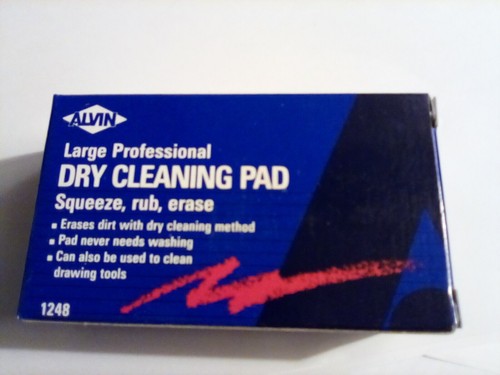 ALVIN
Large Professional
DRY CLEANING PAD
Squeeze, rub, erase
▪ Erases dirt with dry cleaning method
▪ Pad never needs washing
▪ Can also be used to clean
drawing tools
1248